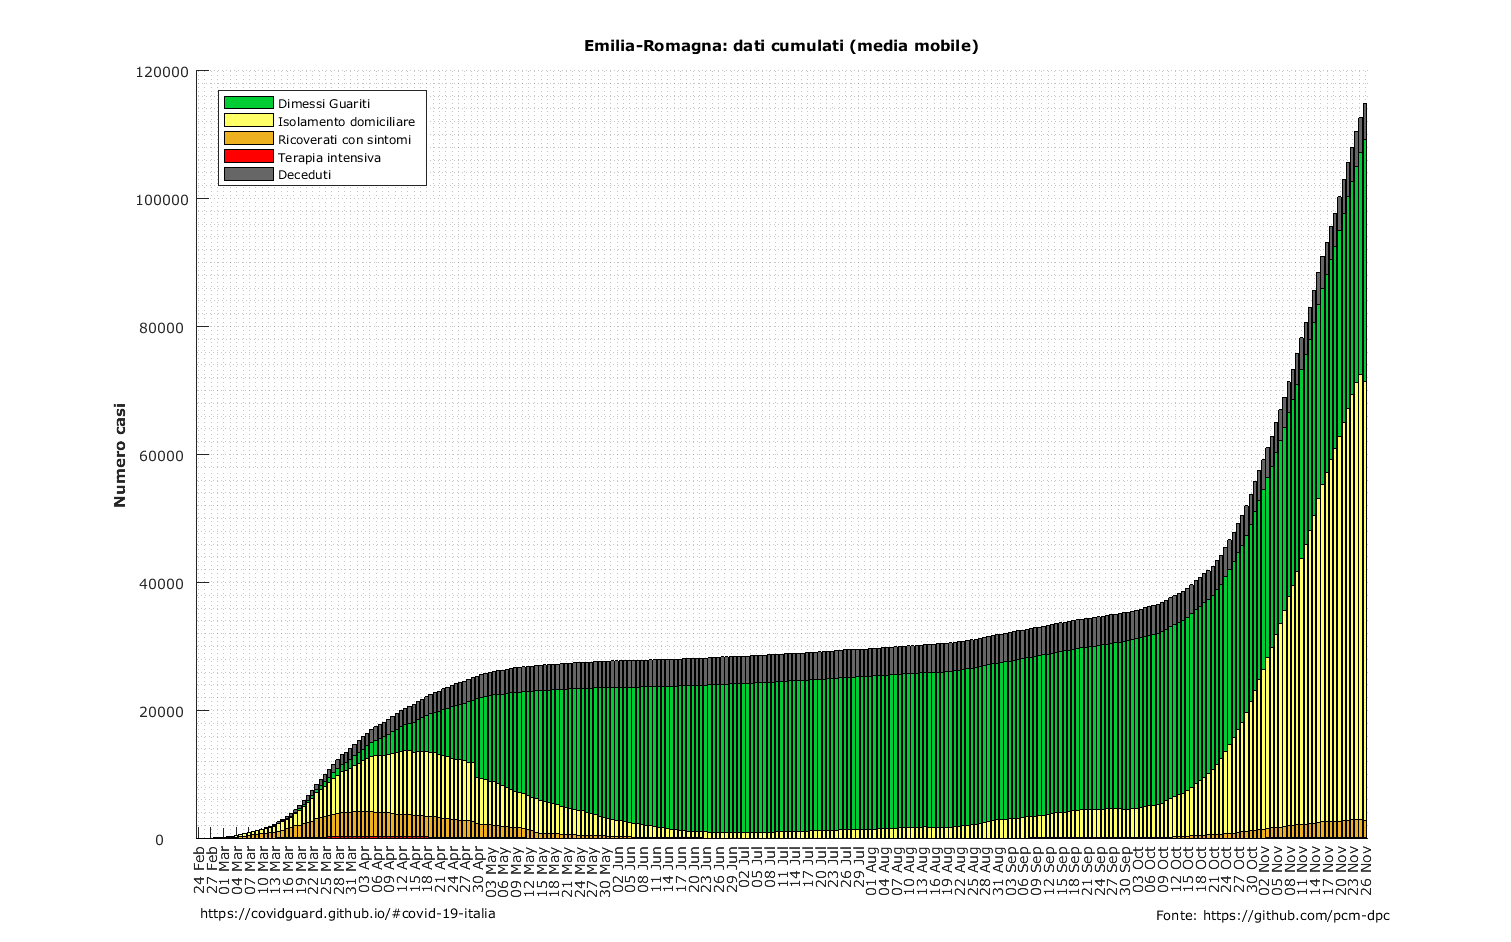 Emilia-Romagna: dati cumulati (media mobile)
120000
100000
80000
60000
40000
20000
0
Numero casi
Dimessi Guariti
Isolamento domiciliare
Ricoverati con sintomi
Terapia intensiva
Deceduti
24 Feb
27 Feb
01 Mar
04 Mar
07 Mar
10 Mar
13 Mar
16 Mar
19 Mar
22 Mar
25 Mar
28 Mar
31 Mar
03 Apr
06 Apr
09 Apr
12 Apr
15 Apr
18 Apr
21 Apr
24 Apr
27 Apr
30 Apr
03 May
06 May
09 May
12 May
15 May
18 May
21 May
24 May
27 May
30 May
02 Jun
05 Jun
08 Jun
11 Jun
14 Jun
17 Jun
20 Jun
23 Jun
26 Jun
29 Jun
02 Jul
05 Jul
08 Jul
11 Jul
14 Jul
17 Jul
20 Jul
23 Jul
26 Jul
29 Jul
01 Aug
04 Aug
07 Aug
10 Aug
13 Aug
16 Aug
19 Aug
22 Aug
25 Aug
28 Aug
31 Aug
03 Sep
06 Sep
09 Sep
12 Sep
15 Sep
18 Sep
21 Sep
24 Sep
27 Sep
30 Sep
03 Oct
06 Oct
09 Oct
12 Oct
15 Oct
18 Oct
21 Oct
24 Oct
27 Oct
30 Oct
02 Nov
05 Nov
08 Nov
11 Nov
14 Nov
17 Nov
20 Nov
23 Nov
26 Nov
https://covidguard.github.io/#covid-19-italia
Fonte: https://github.com/pcm-dpc